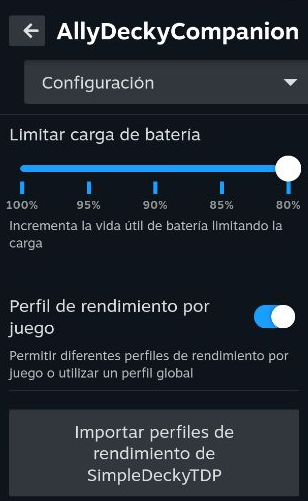 AllyDeckyCompanion
Configuración
Limitar carga de batería
100% 95% 90% 85% 80%
Incrementa la vida útil de batería limitando la
carga
Perfil de rendimiento por
juego
Permitir diferentes perfiles de rendimiento por
juego o utilizar un perfil global
Importar perfiles de
rendimiento de
SimpleDeckyTDP